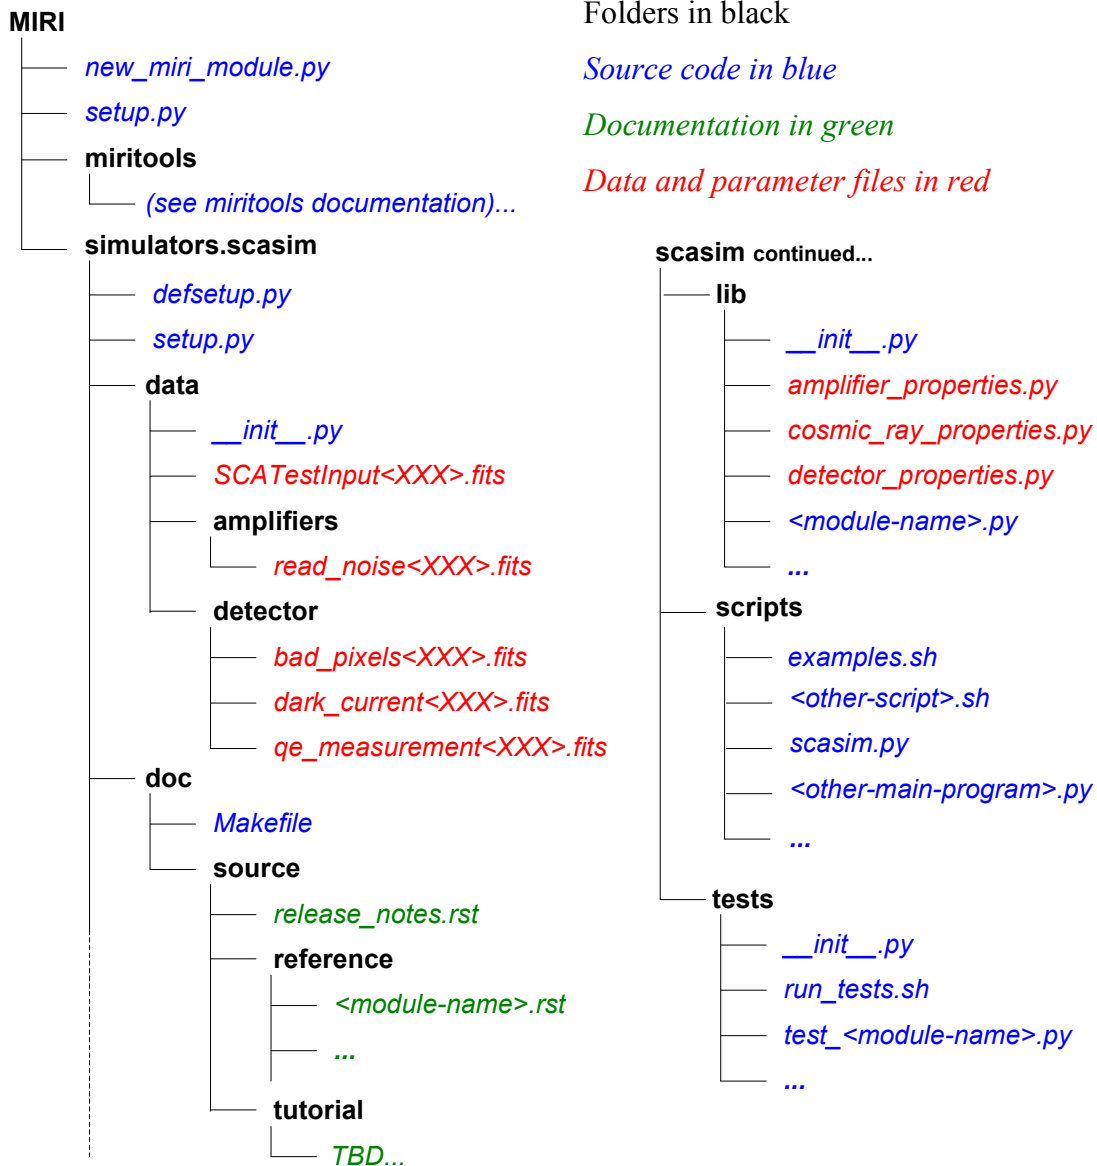 MIRI
new_miri_module.py
setup.py
miritools
(see miritools documentation)...
simulators.scasim
defsetup.py
setup.py
data
__init__.py
SCATestInput<XXX>.fits
amplifiers
read_noise<XXX>.fits
detector
bad_pixels<XXX>.fits
dark_current<XXX>.fits
qe_measurement<XXX>.fits
doc
Makefile
source
release_notes.rst
reference
<module-name>.rst
...
tutorial
TBD...
Folders in black
Source code in blue
Documentation in green
Data and parameter files in red
scasim continued...
lib
__init__.py
amplifier_properties.py
cosmic_ray_properties.py
detector_properties.py
<module-name>.py
...
scripts
examples.sh
<other-script>.sh
scasim.py
<other-main-program>.py
...
tests
__init__.py
run_tests.sh
test_<module-name>.py
...